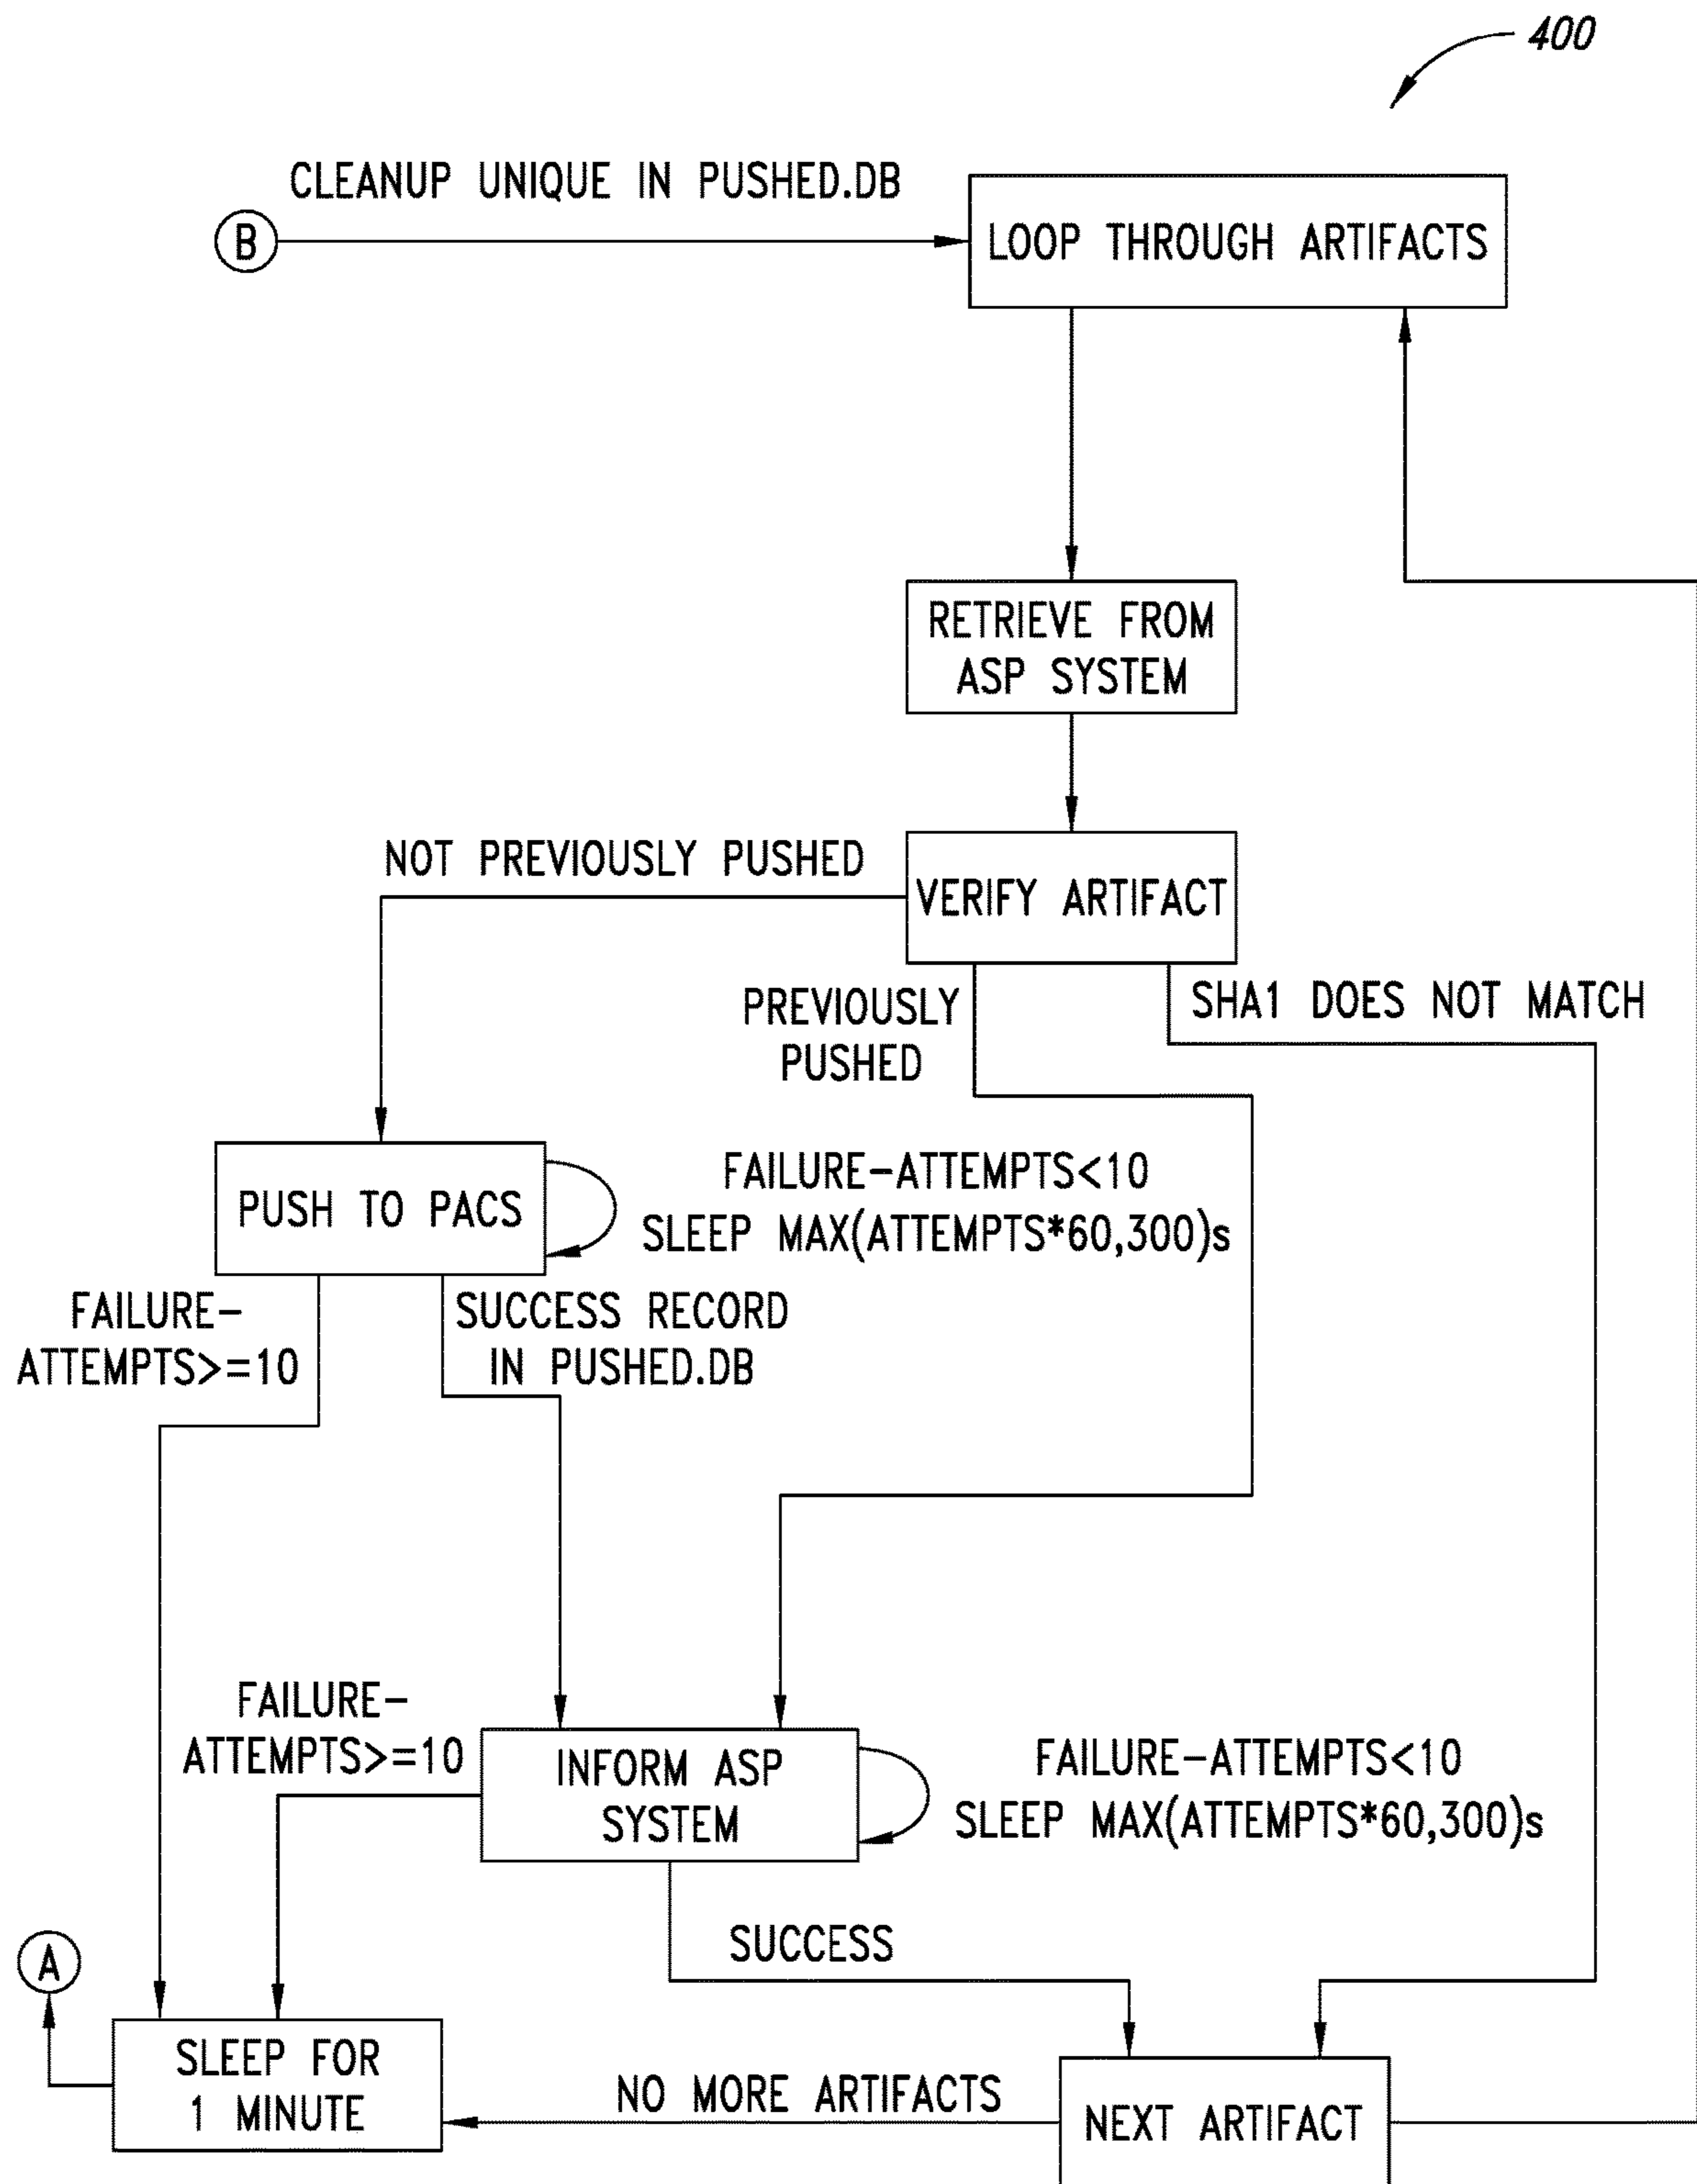 400
CLEANUP UNIQUE IN PUSHED.DB
B
LOOP THROUGH ARTIFACTS
RETRIEVE FROM
ASP SYSTEM
NOT PREVIOUSLY PUSHED
VERIFY ARTIFACT
PREVIOUSLY
PUSHED
SHA1 DOES NOT MATCH
PUSH TO PACS
FAILURE-ATTEMPTS<10
SLEEP MAX(ATTEMPTS*60,300)s
FAILURE-
ATTEMPTS>=10
SUCCESS RECORD
IN PUSHED.DB
FAILURE-
ATTEMPTS>=10
INFORM ASP
SYSTEM
FAILURE-ATTEMPTS<10
SLEEP MAX(ATTEMPTS*60,300)s
SUCCESS
A
SLEEP FOR
1 MINUTE
NO MORE ARTIFACTS
NEXT ARTIFACT